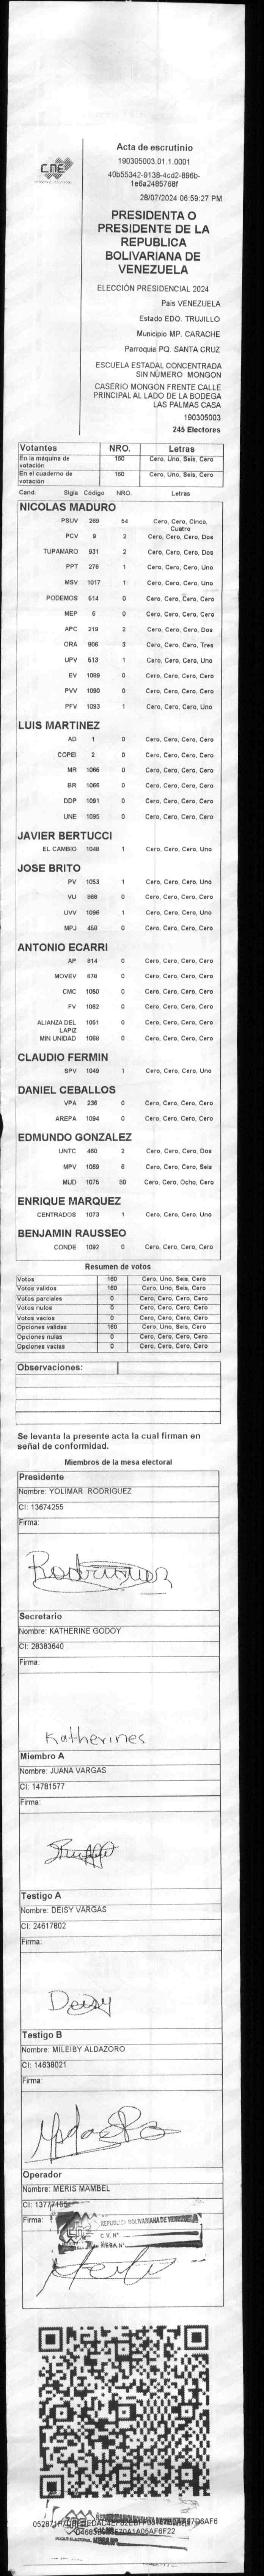 CNE
Acta de escrutinio
190305003.01.1.0001
40b55342-9138-4cd2-896b-
1e6a2485768f
28/07/2024 06:59:27 PM
PRESIDENTA O
PRESIDENTE DE LA
REPUBLICA
BOLIVARIANA DE
VENEZUELA
ELECCIÓN PRESIDENCIAL 2024
Pais VENEZUELA
Estado EDO. TRUJILLO
Municipio MP. CARACHE
Parroquia PQ. SANTA CRUZ
ESCUELA ESTADAL CONCENTRADA
SIN NÚMERO MONGON
CASERIO MONGÓN FRENTE CALLE
PRINCIPAL AL LADO DE LA BODEGA
LAS PALMAS CASA
190305003
245 Electores
Votantes NRO. Letras
En la máquina de votación 160 Cero, Uno, Seis, Cero
En el cuaderno de votación 160 Cero, Uno, Seis, Cero
Cand Sigla Código NRO. Letras
NICOLAS MADURO
PSUV 269 54 Cero, Cero, Cinco, Cuatro
PCV 9 2 Cero, Cero, Cero, Dos
TUPAMARO 931 2 Cero, Cero, Cero, Dos
PPT 276 1 Cero, Cero, Cero, Uno
MSV 1017 1 Cero, Cero, Cero, Uno
PODEMOS 514 0 Cero, Cero, Cero, Cero
MEP 6 0 Cero, Cero, Cero, Cero
APC 219 2 Cero, Cero, Cero, Dos
ORA 906 3 Cero, Cero, Cero, Tres
UPV 513 1 Cero, Cero, Cero, Uno
EV 1089 0 Cero, Cero, Cero, Cero
PVV 1090 0 Cero, Cero, Cero, Cero
PFV 1093 1 Cero, Cero, Cero, Uno
LUIS MARTINEZ
AD 1 0 Cero, Cero, Cero, Cero
COPEI 2 0 Cero, Cero, Cero, Cero
MR 1065 0 Cero, Cero, Cero, Cero
BR 1066 0 Cero, Cero, Cero, Cero
DDP 1091 0 Cero, Cero, Cero, Cero
UNE 1095 0 Cero, Cero, Cero, Cero
JAVIER BERTUCCI
EL CAMBIO 1048 1 Cero, Cero, Cero, Uno
JOSE BRITO
PV 1053 1 Cero, Cero, Cero, Uno
VU 868 0 Cero, Cero, Cero, Cero
UVV 1096 1 Cero, Cero, Cero, Uno
MPJ 458 0 Cero, Cero, Cero, Cero
ANTONIO ECARRI
AP 814 0 Cero, Cero, Cero, Cero
MOVEV 878 0 Cero, Cero, Cero, Cero
CMC 1050 0 Cero, Cero, Cero, Cero
FV 1062 0 Cero, Cero, Cero, Cero
ALIANZA DEL LAPIZ 1051 0 Cero, Cero, Cero, Cero
MIN UNIDAD 1068 0 Cero, Cero, Cero, Cero
CLAUDIO FERMIN
SPV 1049 1 Cero, Cero, Cero, Uno
DANIEL CEBALLOS
VPA 236 0 Cero, Cero, Cero, Cero
AREPA 1094 0 Cero, Cero, Cero, Cero
EDMUNDO GONZALEZ
UNTC 460 2 Cero, Cero, Cero, Dos
MPV 1069 6 Cero, Cero, Cero, Seis
MUD 1075 80 Cero, Cero, Ocho, Cero
ENRIQUE MARQUEZ
CENTRADOS 1073 1 Cero, Cero, Cero, Uno
BENJAMIN RAUSSEO
CONDE 1092 0 Cero, Cero, Cero, Cero
Resumen de votos
Votos 160 Cero, Uno, Seis, Cero
Votos validos 160 Cero, Uno, Seis, Cero
Votos parciales 0 Cero, Cero, Cero, Cero
Votos nulos 0 Cero, Cero, Cero, Cero
Votos vacios 0 Cero, Cero, Cero, Cero
Opciones validas 160 Cero, Uno, Seis, Cero
Opciones nulas 0 Cero, Cero, Cero, Cero
Opciones vacias 0 Cero, Cero, Cero, Cero
Observaciones:
Se levanta la presente acta la cual firman en
señal de conformidad.
Miembros de la mesa electoral
Presidente
Nombre: YOLIMAR RODRIGUEZ
CI: 13674255
Firma:
Rodriguez
Secretario
Nombre: KATHERINE GODOY
CI: 28383640
Firma:
Katherines
Miembro A
Nombre: JUANA VARGAS
CI: 14781577
Firma:
Testigo A
Nombre: DEISY VARGAS
CI: 24617802
Firma:
Deisy
Testigo B
Nombre: MILEIBY ALDAZORO
CI: 14638021
Firma:
Operador
Nombre: MERIS MAMBEL
CI:
Firma:
CNE
REPUBLICA BOLIVARIANA DE VENEZUELA
C.V. N°
MESA N°